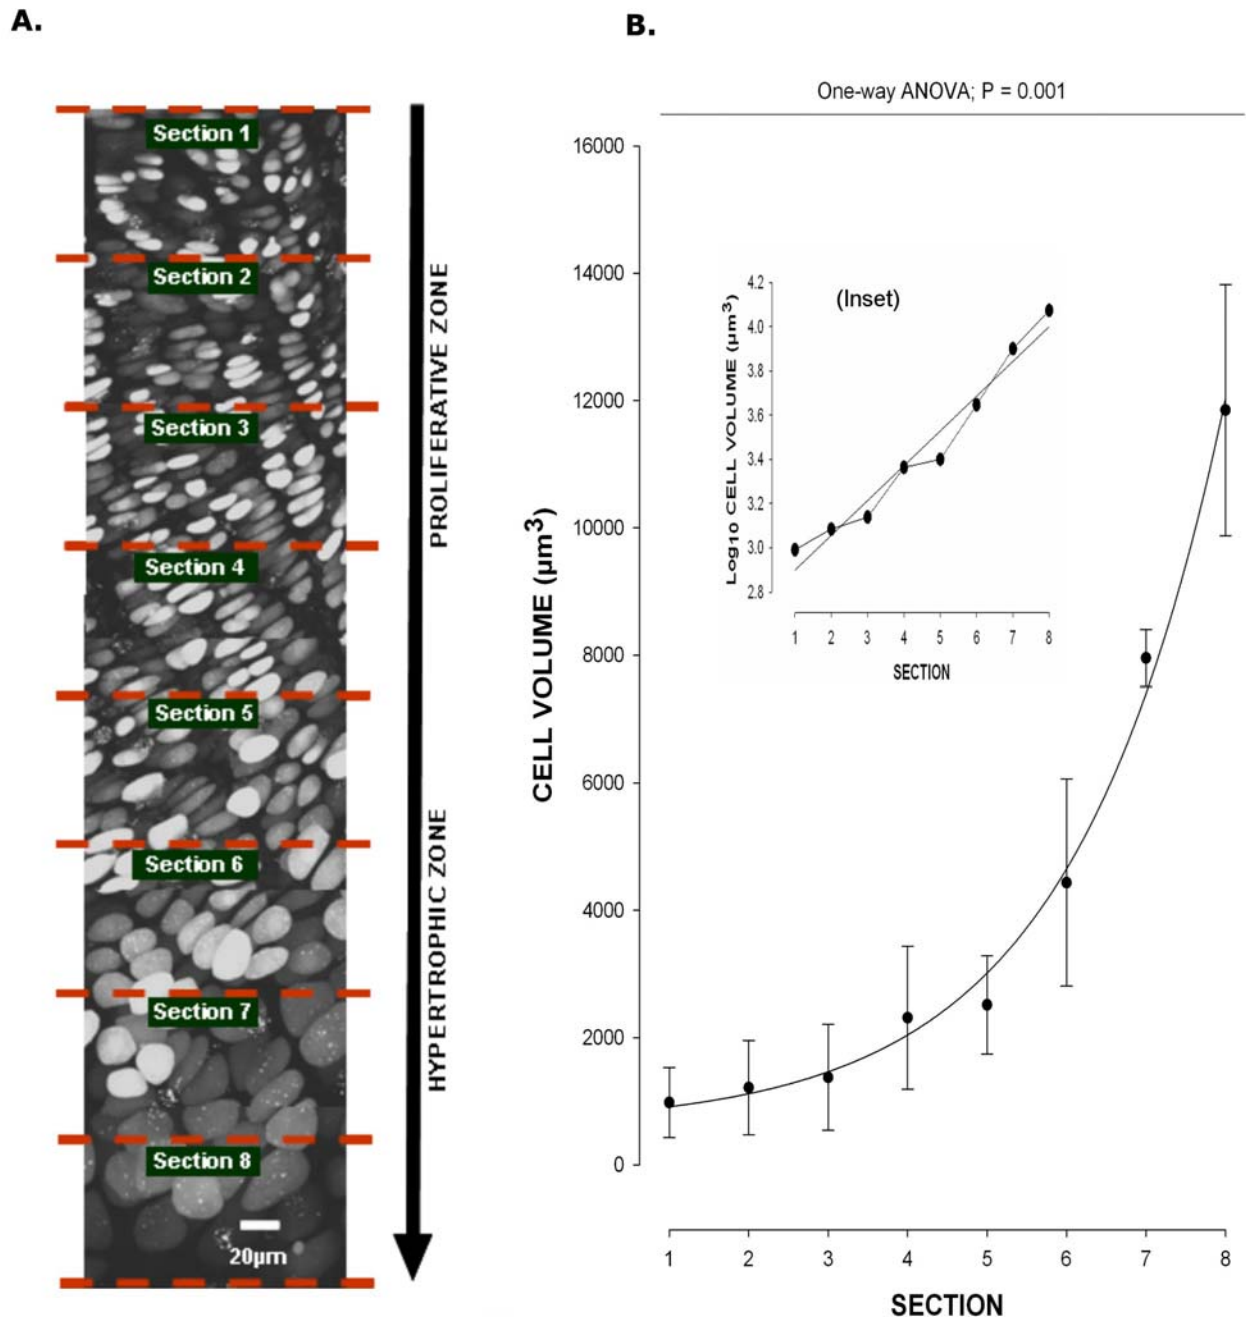 A.
Section 1
Section 2
Section 3
Section 4
Section 5
Section 6
Section 7
Section 8
20µm
PROLIFERATIVE ZONE
HYPERTROPHIC ZONE
B.
One-way ANOVA; P = 0.001
CELL VOLUME (µm³)
16000
14000
12000
10000
8000
6000
4000
2000
0
(Inset)
Log10 CELL VOLUME (µm³)
4.2
4.0
3.8
3.6
3.4
3.2
3.0
2.8
1 2 3 4 5 6 7 8
SECTION
1 2 3 4 5 6 7 8
SECTION